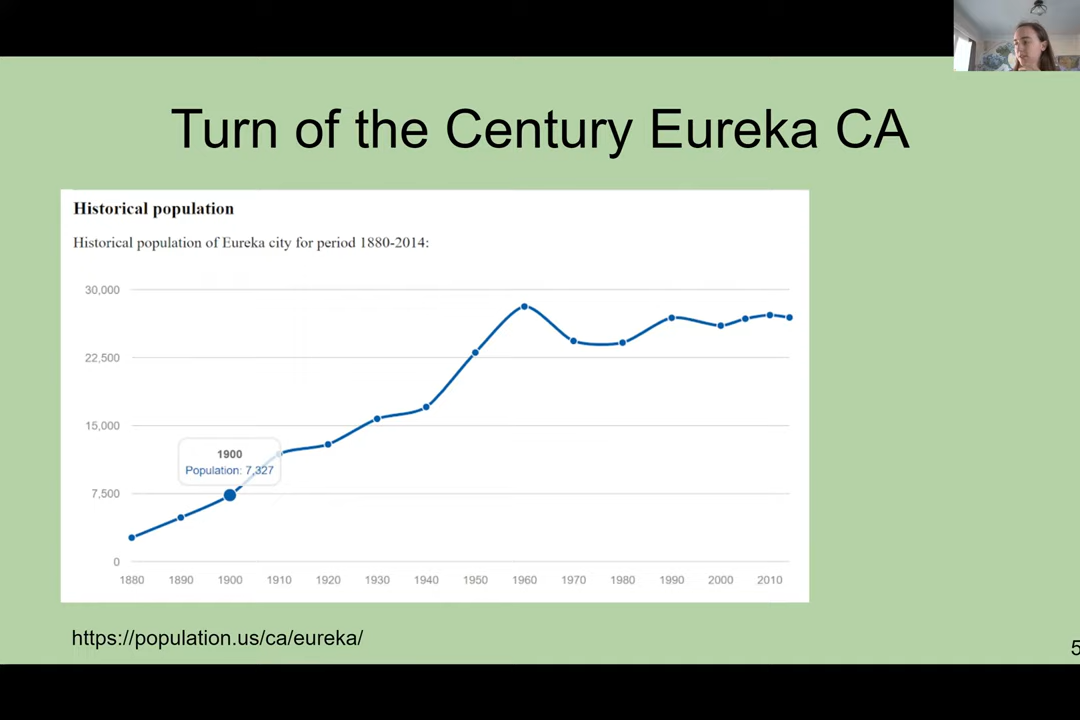 Turn of the Century Eureka CA
Historical population
Historical population of Eureka city for period 1880-2014:
30,000
22,500
15,000
1900
Population: 7,327
7,500
0
1880 1890 1900 1910 1920 1930 1940 1950 1960 1970 1980 1990 2000 2010
https://population.us/ca/eureka/
5